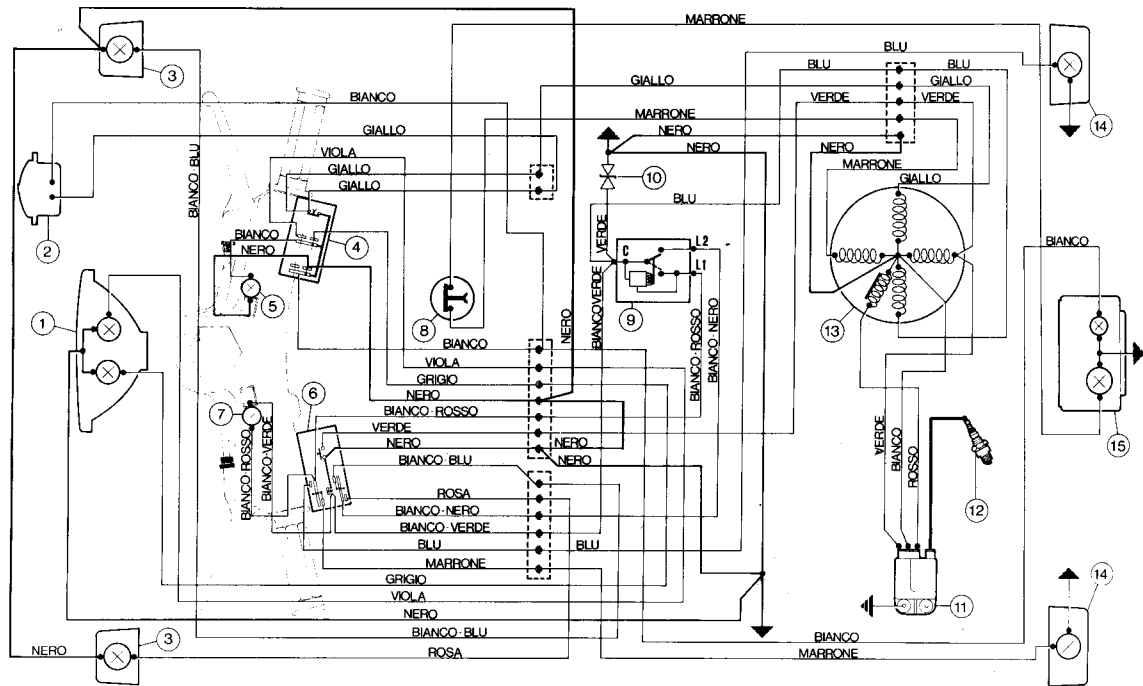 MARRONE
BLU
3
BLU
BLU
GIALLO
GIALLO
BIANCO
VERDE
VERDE
14
MARRONE
GIALLO
NERO
VIOLA
NERO
NERO
GIALLO
10
MARRONE
GIALLO
GIALLO
BIANCO-BLU
BLU
2
4
BIANCO
VERDE
BIANCO
NERO
C
L2
L1
5
1
8
9
13
NERO
BIANCO-VERDE
BIANCO-ROSSO
BIANCO-NERO
BIANCO
VIOLA
GRIGIO
6
NERO
7
BIANCO-ROSSO
VERDE
NERO
NERO
NERO
BIANCO-BLU
BIANCO-ROSSO
BIANCO-VERDE
VERDE
BIANCO
ROSSO
15
12
ROSA
BIANCO-NERO
BIANCO-VERDE
BLU
BLU
MARRONE
14
GRIGIO
VIOLA
11
NERO
3
BIANCO-BLU
BIANCO
NERO
ROSA
MARRONE